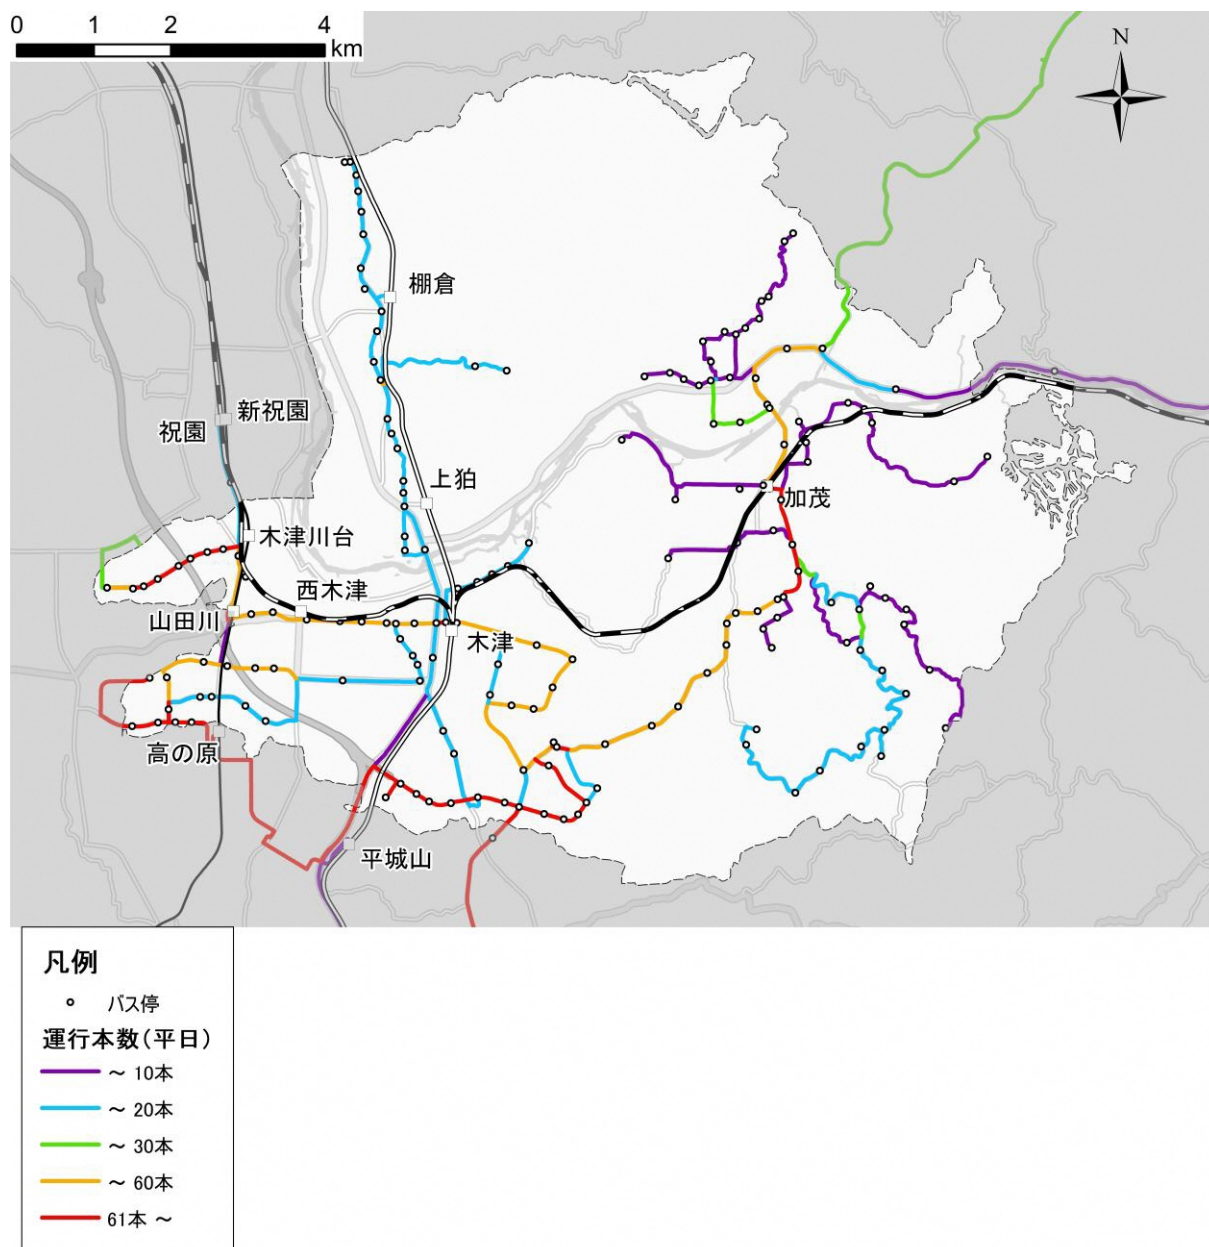 0 1 2 4
km
N
棚倉
新祝園
祝園
上狛
加茂
木津川台
西木津
山田川
木津
高の原
平城山
凡例
バス停
運行本数(平日)
~ 10本
~ 20本
~ 30本
~ 60本
61本 ~